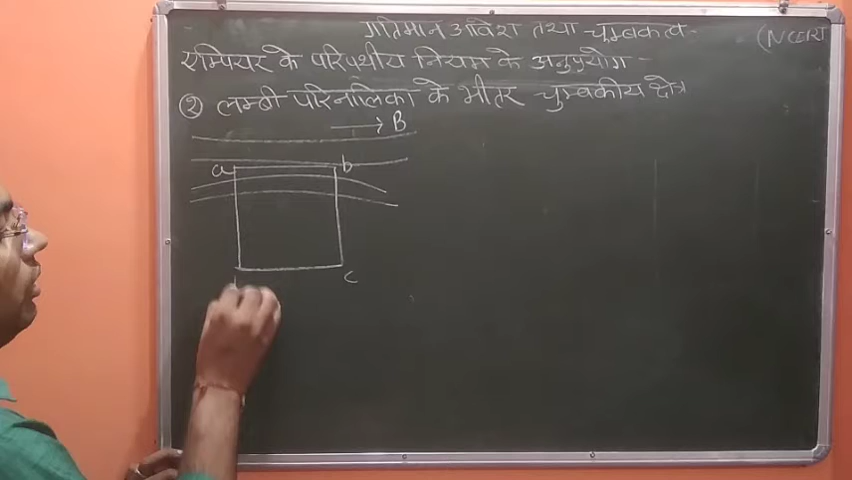 गतिमान आवेश तथा चुम्बकत्व (NCERT
एम्पियर के परिपथीय नियम के अनुप्रयोग -
② लम्बी परिनालिका के भीतर चुम्बकीय क्षेत्र
→ B
a b
c